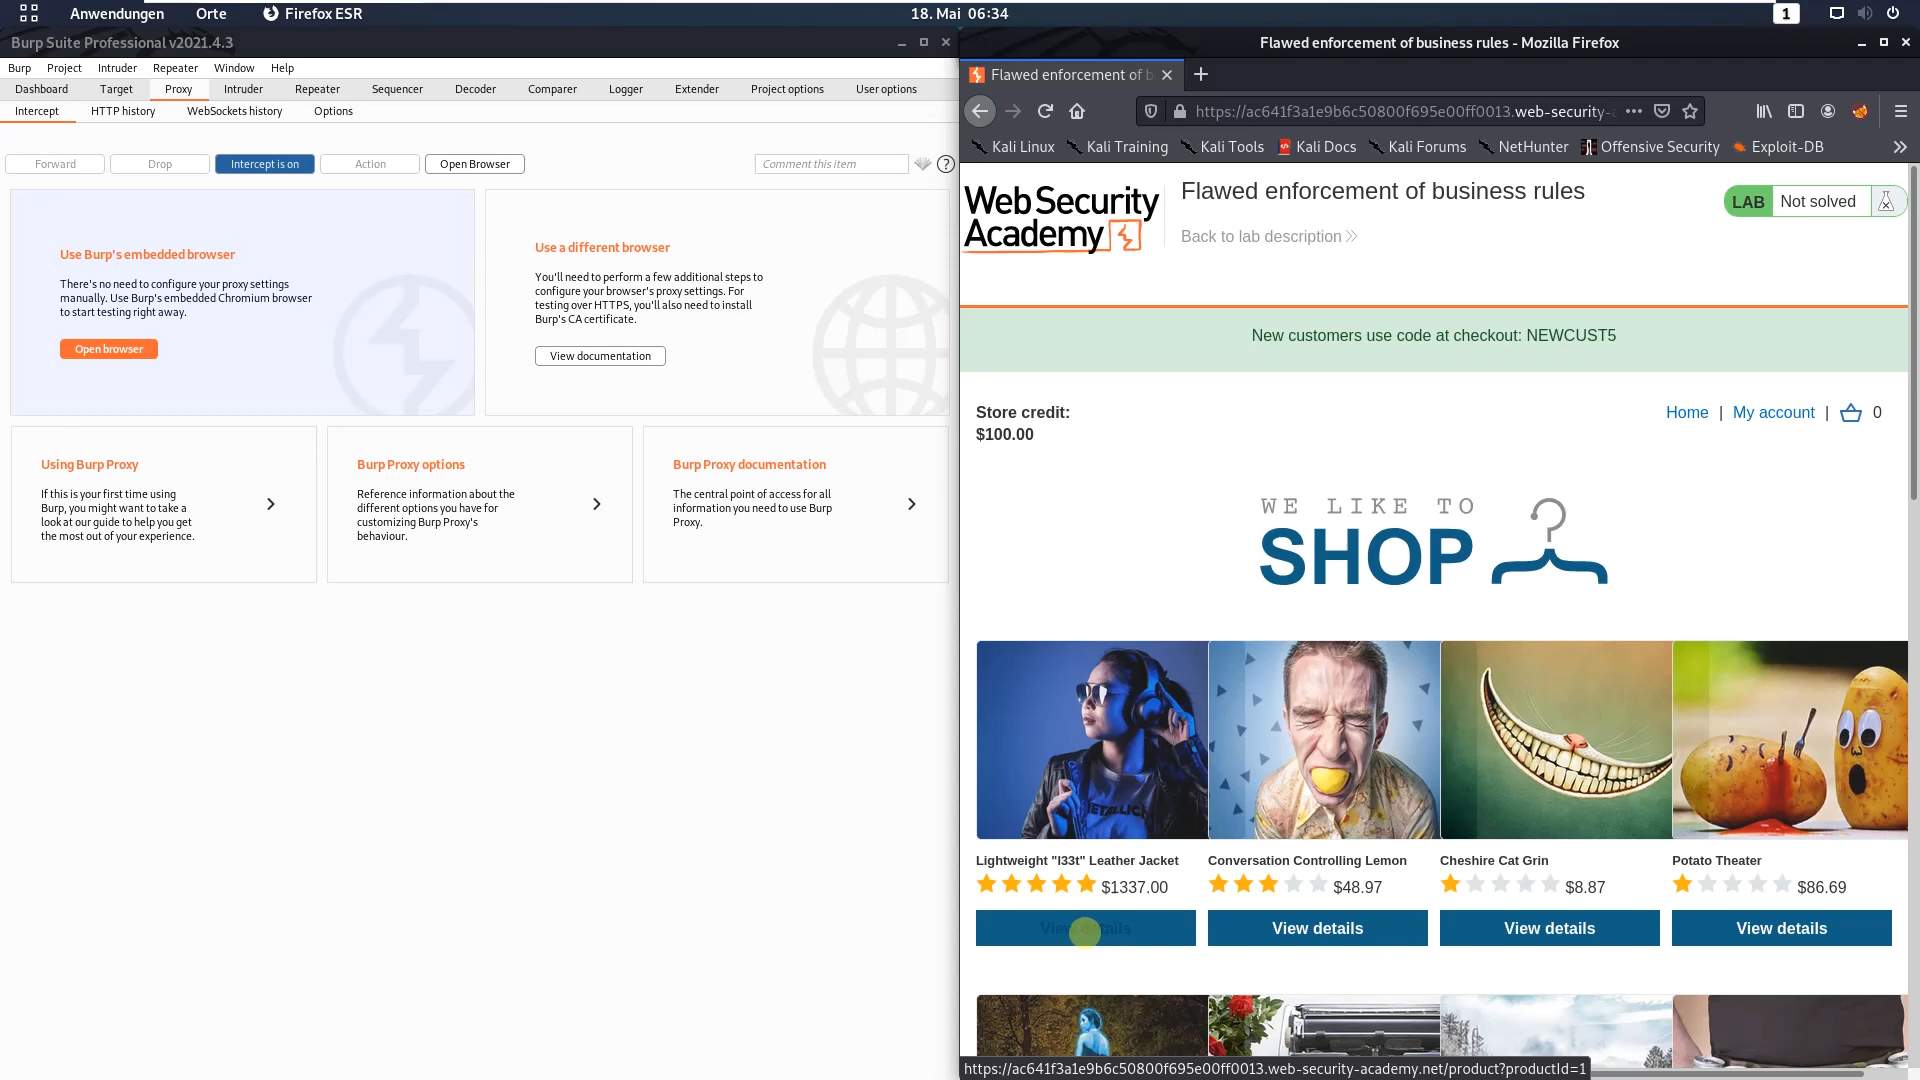 Anwendungen Orte Firefox ESR 18. Mai 06:34 1
Burp Suite Professional v2021.4.3
Burp Project Intruder Repeater Window Help
Dashboard Target Proxy Intruder Repeater Sequencer Decoder Comparer Logger Extender Project options User options
Intercept HTTP history WebSockets history Options
Forward Drop Intercept is on Action Open Browser Comment this item ?
Use Burp's embedded browser
There's no need to configure your proxy settings
manually. Use Burp's embedded Chromium browser
to start testing right away.
Open browser
Use a different browser
You'll need to perform a few additional steps to
configure your browser's proxy settings. For
testing over HTTPS, you'll also need to install
Burp's CA certificate.
View documentation
Using Burp Proxy
If this is your first time using
Burp, you might want to take a
look at our guide to help you get
the most out of your experience.
Burp Proxy options
Reference information about the
different options you have for
customizing Burp Proxy's
behaviour.
Burp Proxy documentation
The central point of access for all
information you need to use Burp
Proxy.
Flawed enforcement of business rules - Mozilla Firefox
Flawed enforcement of b
https://ac641f3a1e9b6c50800f695e00ff0013.web-security-
Kali Linux Kali Training Kali Tools Kali Docs Kali Forums NetHunter Offensive Security Exploit-DB
Web Security
Academy
Flawed enforcement of business rules
Back to lab description
LAB Not solved
New customers use code at checkout: NEWCUST5
Store credit:
$100.00
Home | My account | 0
WE LIKE TO
SHOP
METALLICA
Lightweight "l33t" Leather Jacket
$1337.00
View details
Conversation Controlling Lemon
$48.97
View details
Cheshire Cat Grin
$8.87
View details
Potato Theater
$86.69
View details
https://ac641f3a1e9b6c50800f695e00ff0013.web-security-academy.net/product?productId=1